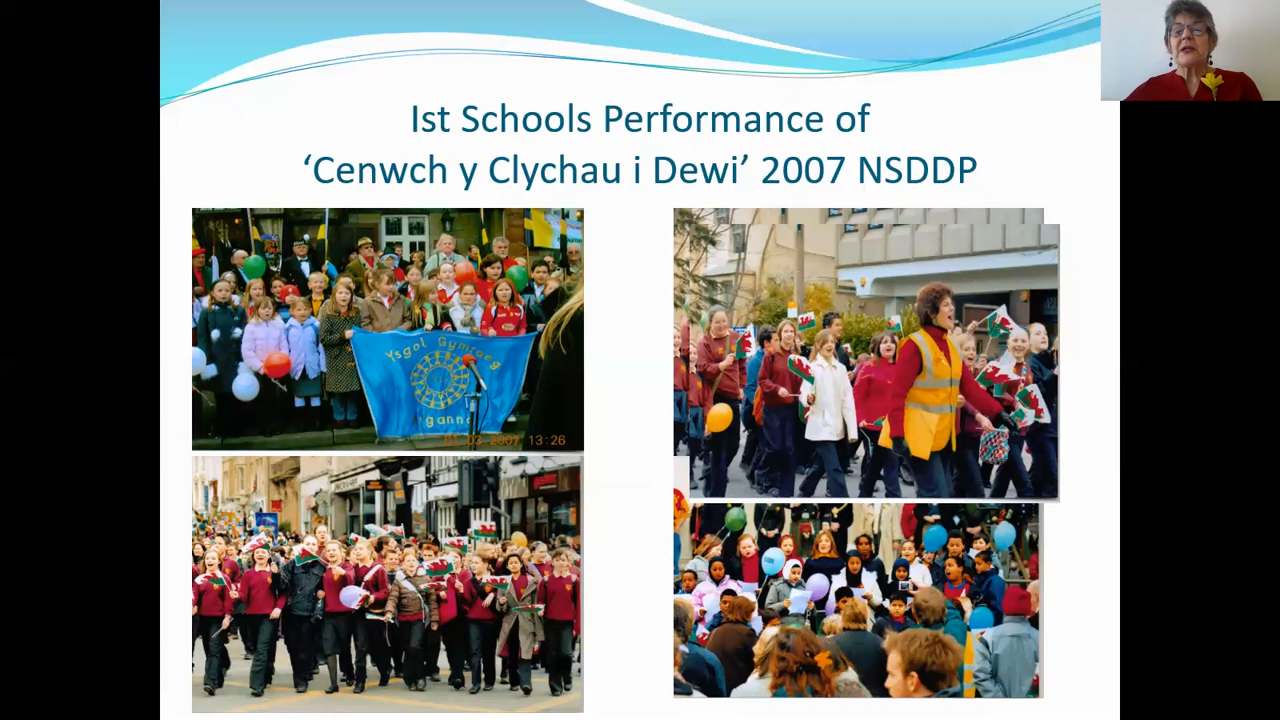 Ist Schools Performance of
‘Cenwch y Clychau i Dewi’ 2007 NSDDP
Ysgol Gymraeg
01.03.2007 13:26